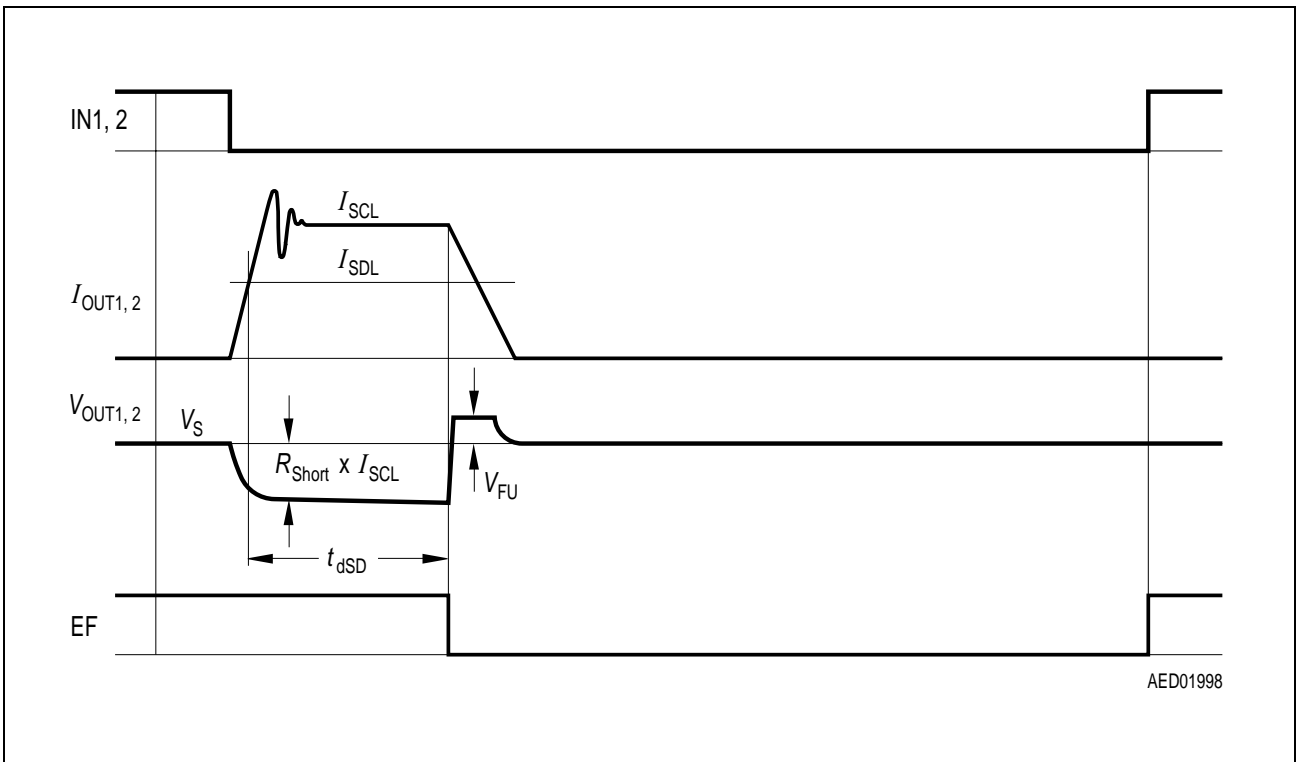 IN1, 2
I_SCL
I_SDL
I_OUT1, 2
V_OUT1, 2
V_S
R_Short x I_SCL
V_FU
t_dSD
EF
AED01998